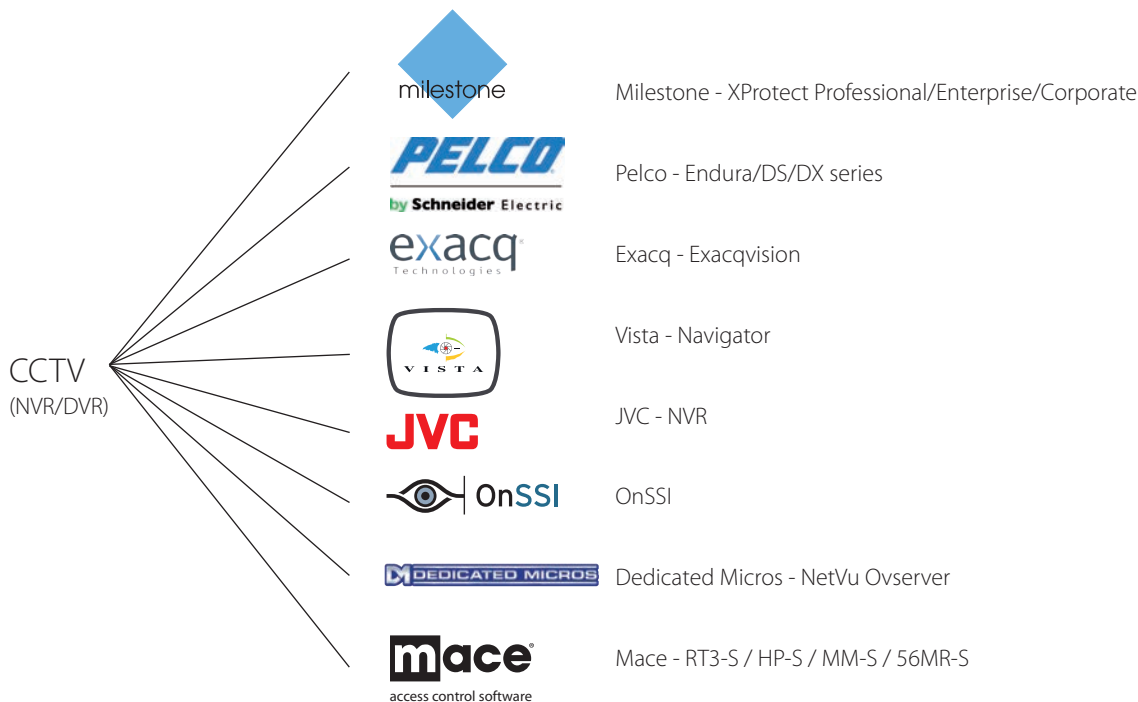 CCTV
(NVR/DVR)
milestone
Milestone - XProtect Professional/Enterprise/Corporate
PELCO
by Schneider Electric
Pelco - Endura/DS/DX series
exacq
Technologies
Exacq - Exacqvision
VISTA
Vista - Navigator
JVC
JVC - NVR
OnSSI
OnSSI
DEDICATED MICROS
Dedicated Micros - NetVu Ovserver
mace
access control software
Mace - RT3-S / HP-S / MM-S / 56MR-S